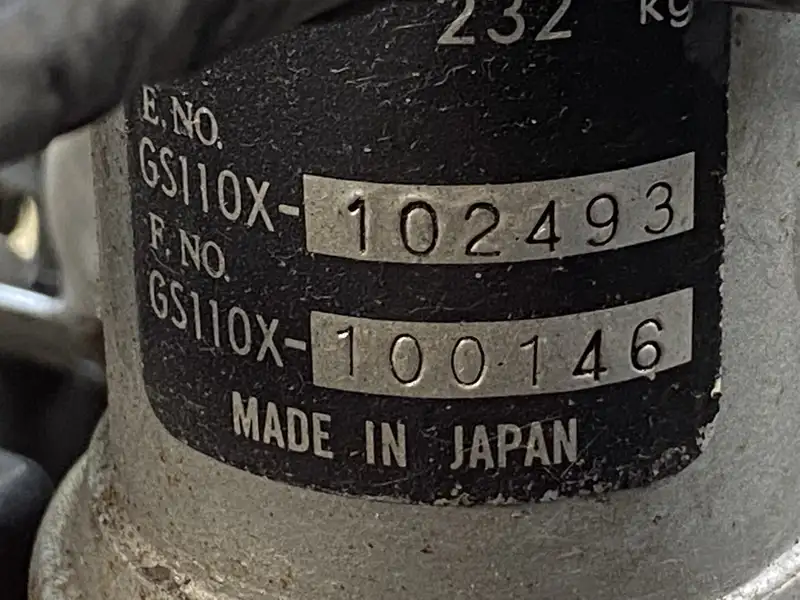 232 kg
E. NO.
GS110X-102493
F. NO.
GS110X-100146
MADE IN JAPAN